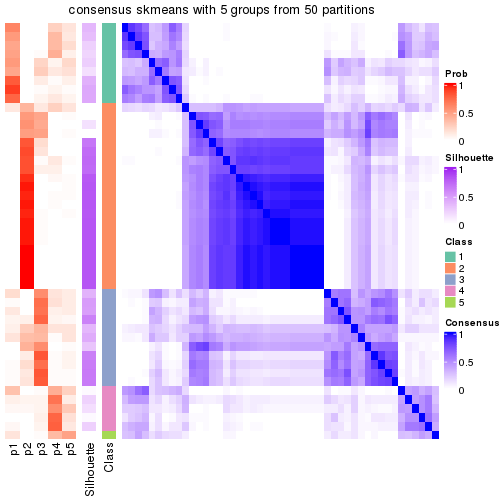 consensus skmeans with 5 groups from 50 partitions
Prob
1
0.5
0
Silhouette
1
0.5
0
Class
1
2
3
4
5
Consensus
1
0.5
0
p1
p2
p3
p4
p5
Silhouette
Class